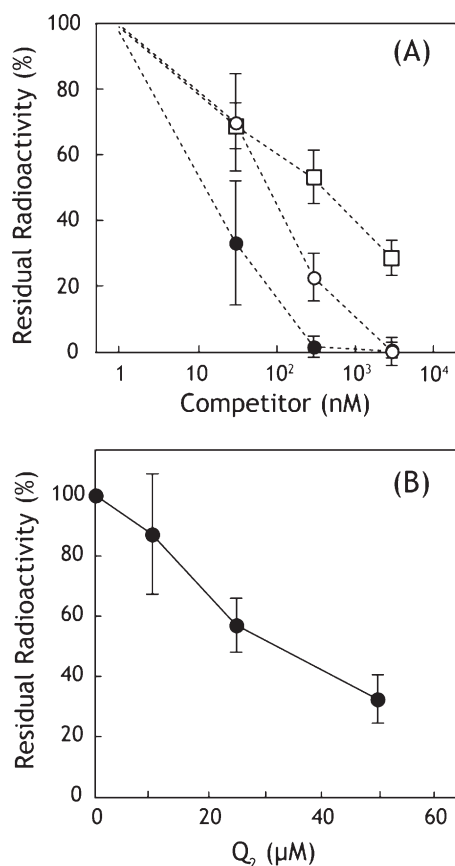 (A)
Residual Radioactivity (%)
100
80
60
40
20
0
1 10 10² 10³ 10⁴
Competitor (nM)
(B)
Residual Radioactivity (%)
100
80
60
40
20
0
0 20 40 60
Q₂ (µM)